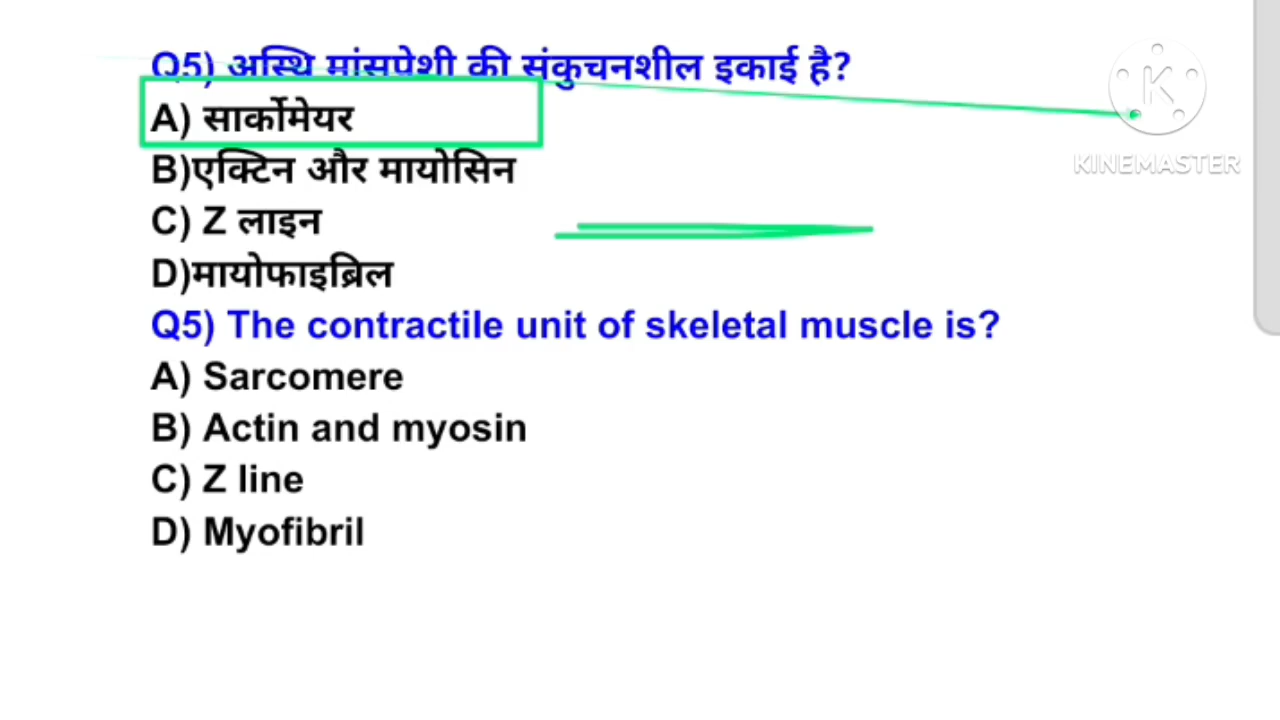 Q5) अस्थि मांसपेशी की संकुचनशील इकाई है?
A) सार्कोमेयर
B)एक्टिन और मायोसिन
C) Z लाइन
D)मायोफाइब्रिल
Q5) The contractile unit of skeletal muscle is?
A) Sarcomere
B) Actin and myosin
C) Z line
D) Myofibril
K
KINEMASTER